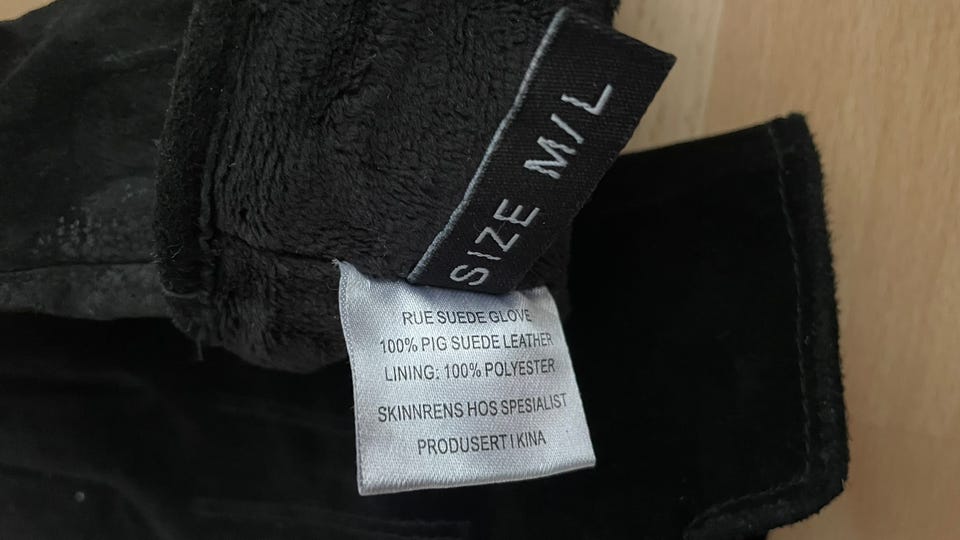 SIZE M/L
RUE SUEDE GLOVE
100% PIG SUEDE LEATHER
LINING: 100% POLYESTER
SKINNRENS HOS SPESIALIST
PRODUSERT I KINA